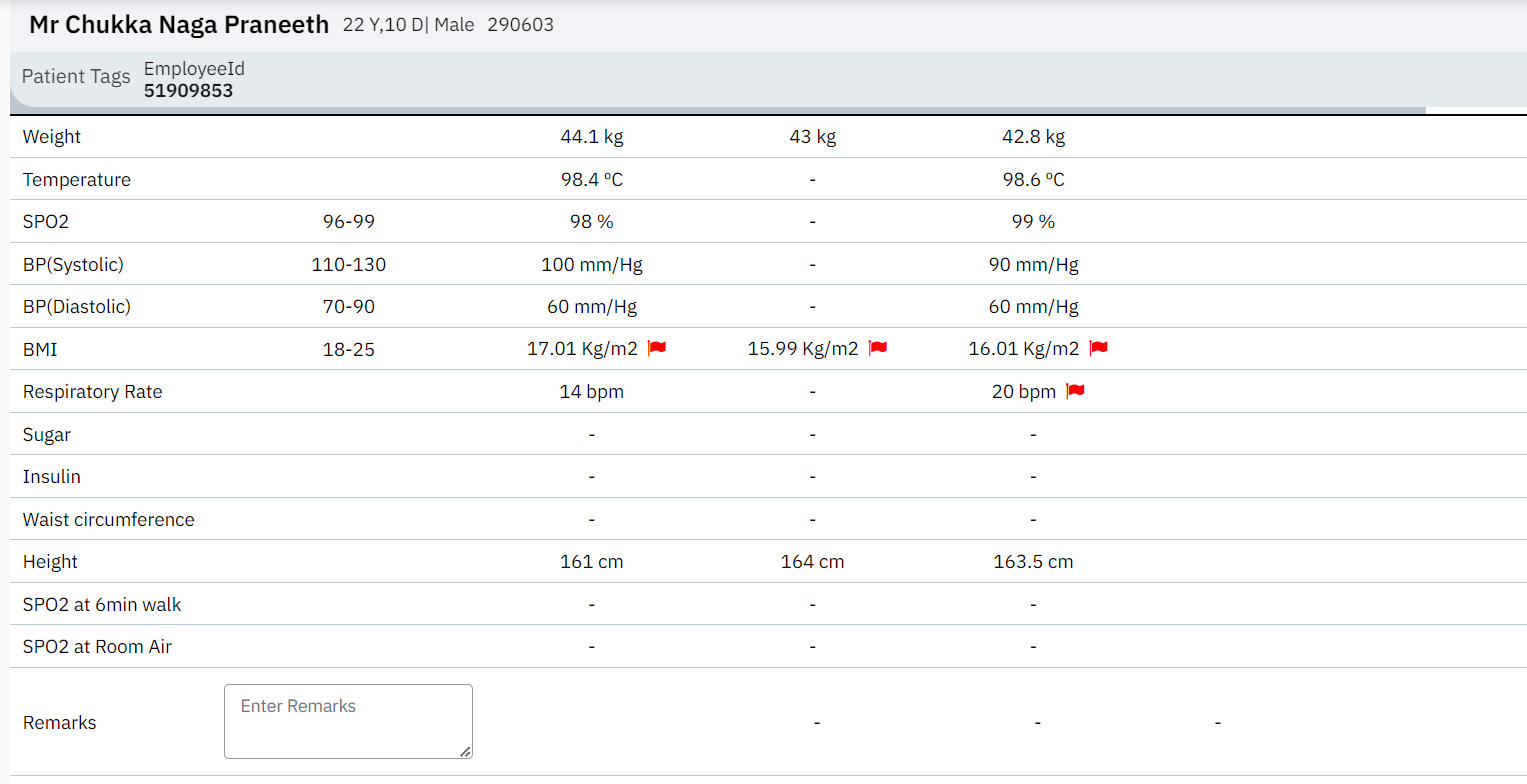 Mr Chukka Naga Praneeth 22 Y,10 D| Male 290603
Patient Tags EmployeeId
51909853
Weight 44.1 kg 43 kg 42.8 kg
Temperature 98.4 ºC - 98.6 ºC
SPO2 96-99 98 % - 99 %
BP(Systolic) 110-130 100 mm/Hg - 90 mm/Hg
BP(Diastolic) 70-90 60 mm/Hg - 60 mm/Hg
BMI 18-25 17.01 Kg/m2 15.99 Kg/m2 16.01 Kg/m2
Respiratory Rate 14 bpm - 20 bpm
Sugar - - -
Insulin - - -
Waist circumference - - -
Height 161 cm 164 cm 163.5 cm
SPO2 at 6min walk - - -
SPO2 at Room Air - - -
Remarks Enter Remarks - - -